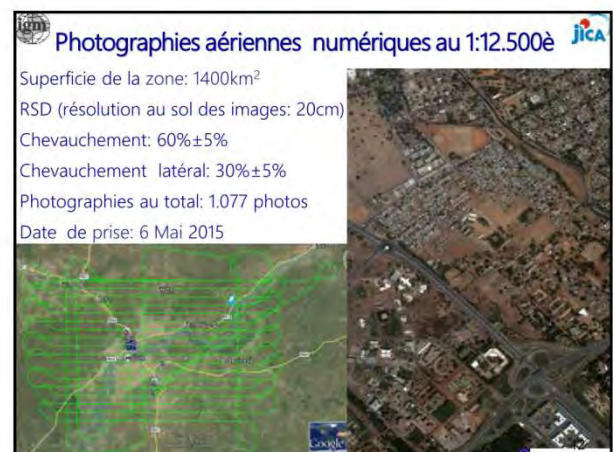 igm
Photographies aériennes numériques au 1:12.500è
jica
Superficie de la zone: 1400km²
RSD (résolution au sol des images: 20cm)
Chevauchement: 60%±5%
Chevauchement latéral: 30%±5%
Photographies au total: 1.077 photos
Date de prise: 6 Mai 2015
Google